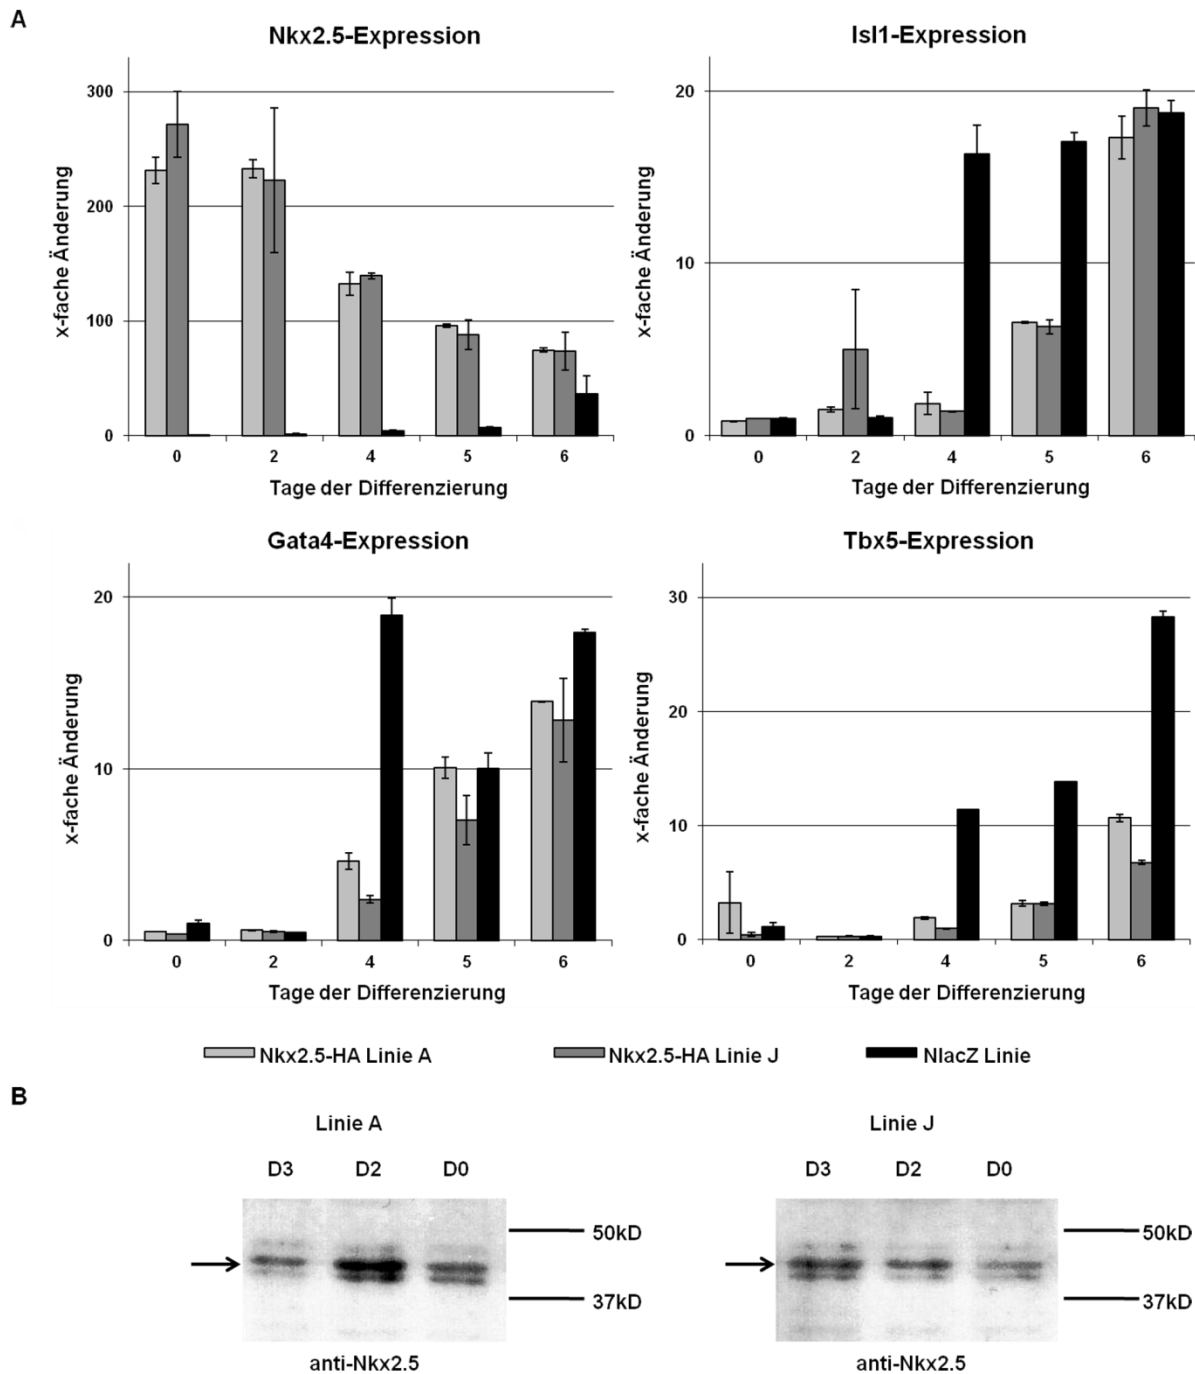 A
Nkx2.5-Expression
x-fache Änderung
300
200
100
0
0 2 4 5 6
Tage der Differenzierung
Isl1-Expression
x-fache Änderung
20
10
0
0 2 4 5 6
Tage der Differenzierung
Gata4-Expression
x-fache Änderung
20
10
0
0 2 4 5 6
Tage der Differenzierung
Tbx5-Expression
x-fache Änderung
30
20
10
0
0 2 4 5 6
Tage der Differenzierung
Nkx2.5-HA Linie A Nkx2.5-HA Linie J NlacZ Linie
B
Linie A
D3 D2 D0
50kD
37kD
anti-Nkx2.5
Linie J
D3 D2 D0
50kD
37kD
anti-Nkx2.5